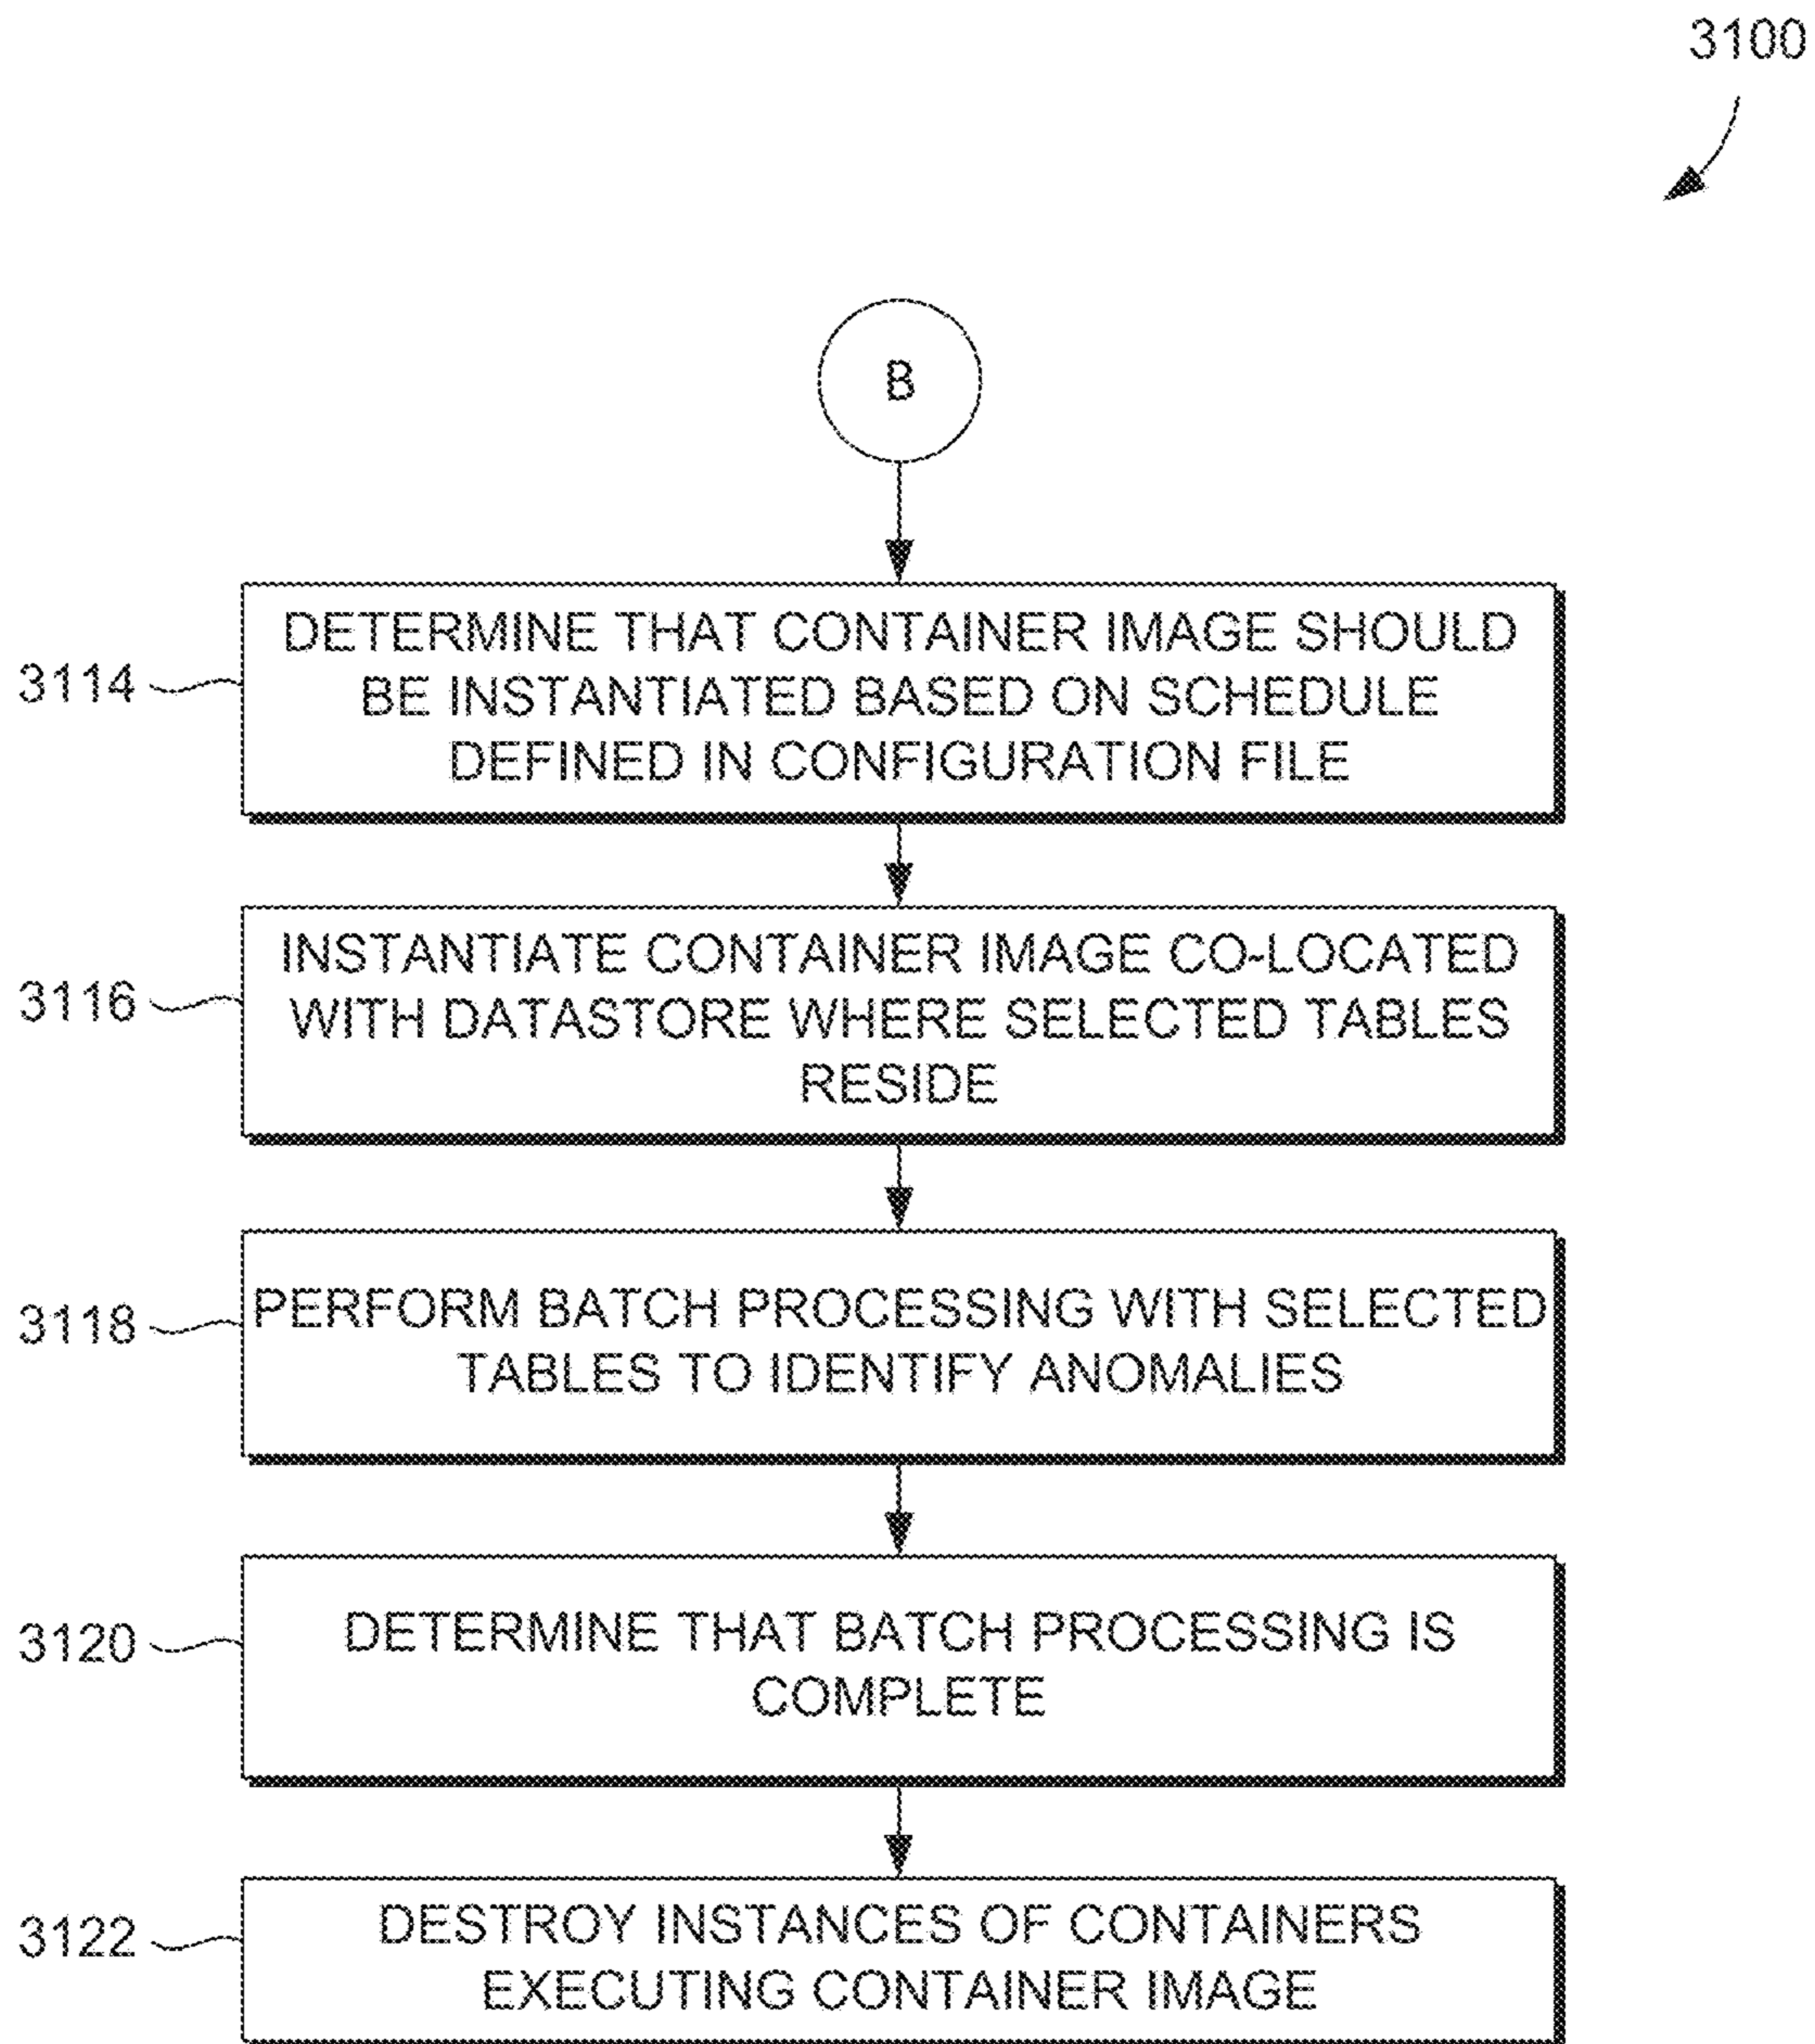 3100
B
3114
DETERMINE THAT CONTAINER IMAGE SHOULD
BE INSTANTIATED BASED ON SCHEDULE
DEFINED IN CONFIGURATION FILE
3116
INSTANTIATE CONTAINER IMAGE CO-LOCATED
WITH DATASTORE WHERE SELECTED TABLES
RESIDE
3118
PERFORM BATCH PROCESSING WITH SELECTED
TABLES TO IDENTIFY ANOMALIES
3120
DETERMINE THAT BATCH PROCESSING IS
COMPLETE
3122
DESTROY INSTANCES OF CONTAINERS
EXECUTING CONTAINER IMAGE